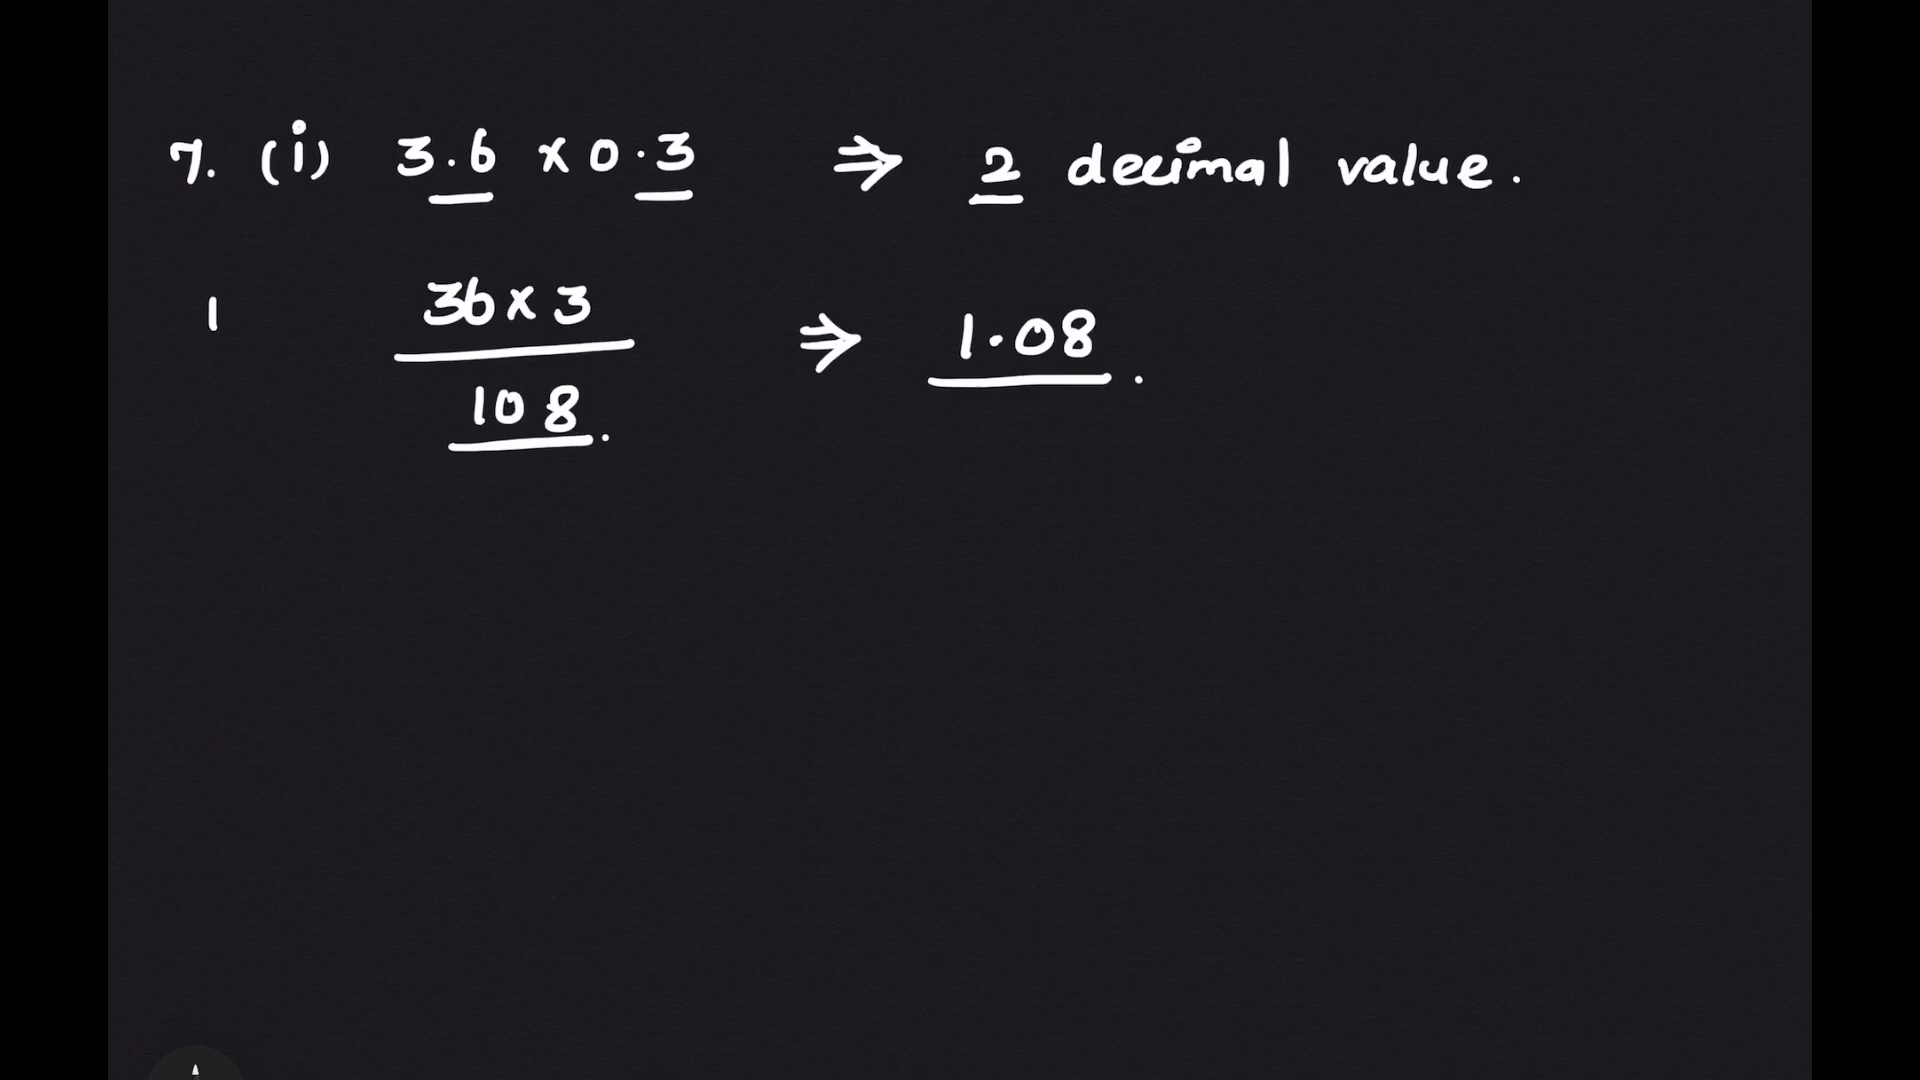 7. (i) 3.6 x 0.3 ⇒ 2 decimal value.
1 36 x 3 ⇒ 1.08.
108.